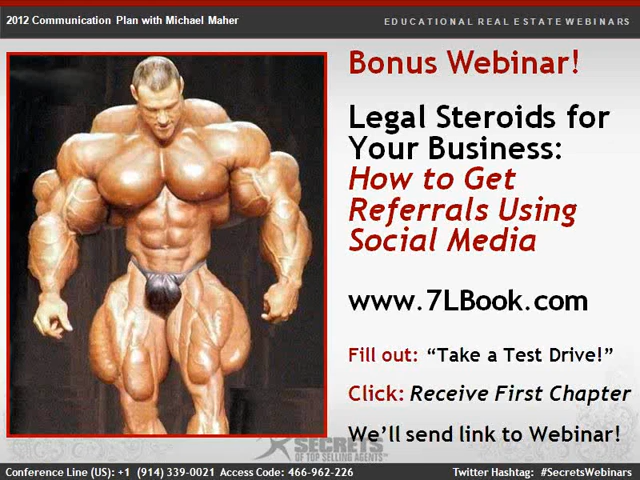 2012 Communication Plan with Michael Maher
EDUCATIONAL REAL ESTATE WEBINARS
Bonus Webinar!
Legal Steroids for
Your Business:
How to Get
Referrals Using
Social Media
www.7LBook.com
Fill out: “Take a Test Drive!”
Click: Receive First Chapter
We’ll send link to Webinar!
SECRETS
OF TOP SELLING AGENTS
Conference Line (US): +1 (914) 339-0021 Access Code: 466-962-226
Twitter Hashtag: #SecretsWebinars